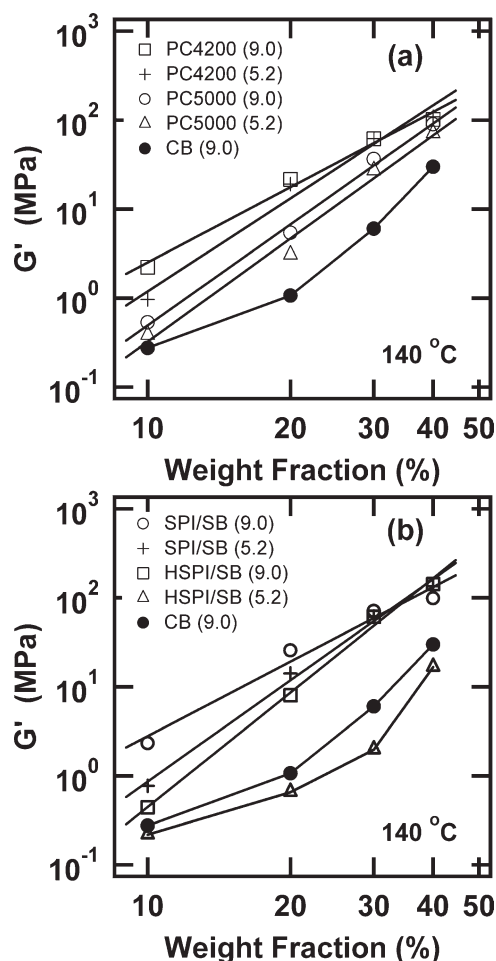 10³
(a)
PC4200 (9.0)
PC4200 (5.2)
10²
PC5000 (9.0)
PC5000 (5.2)
CB (9.0)
10¹
G' (MPa)
10⁰
140 °C
10⁻¹
10 20 30 40 50
Weight Fraction (%)
10³
(b)
SPI/SB (9.0)
SPI/SB (5.2)
HSPI/SB (9.0)
10²
HSPI/SB (5.2)
CB (9.0)
10¹
G' (MPa)
10⁰
140 °C
10⁻¹
10 20 30 40 50
Weight Fraction (%)